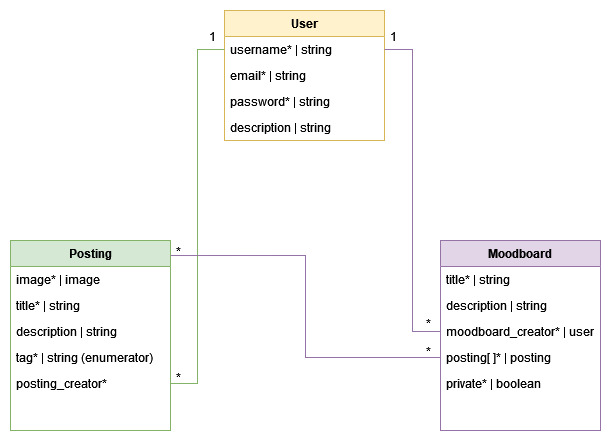 User
1
1
username* | string
email* | string
password* | string
description | string
Posting
*
image* | image
title* | string
description | string
tag* | string (enumerator)
posting_creator*
*
Moodboard
title* | string
description | string
*
moodboard_creator* | user
*
posting[ ]* | posting
private* | boolean